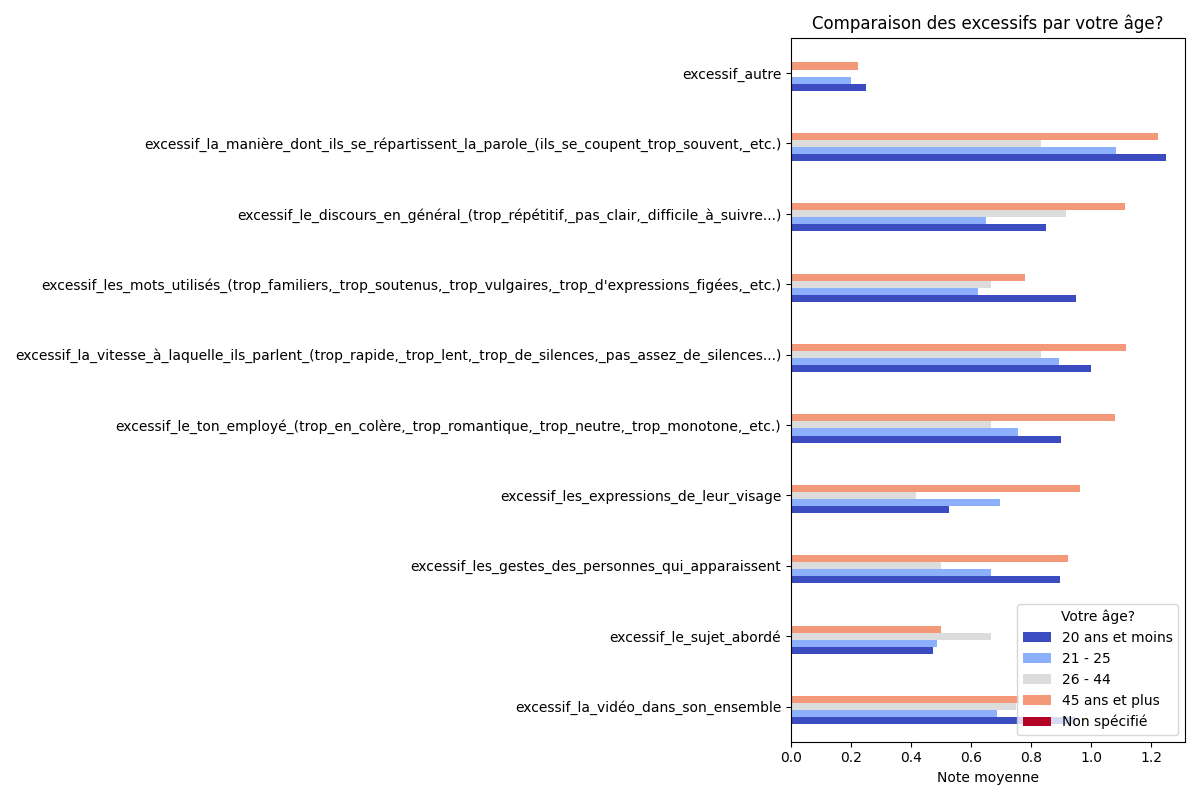 Comparaison des excessifs par votre âge?
excessif_autre
excessif_la_manière_dont_ils_se_répartissent_la_parole_(ils_se_coupent_trop_souvent,_etc.)
excessif_le_discours_en_général_(trop_répétitif,_pas_clair,_difficile_à_suivre...)
excessif_les_mots_utilisés_(trop_familiers,_trop_soutenus,_trop_vulgaires,_trop_d'expressions_figées,_etc.)
excessif_la_vitesse_à_laquelle_ils_parlent_(trop_rapide,_trop_lent,_trop_de_silences,_pas_assez_de_silences...)
excessif_le_ton_employé_(trop_en_colère,_trop_romantique,_trop_neutre,_trop_monotone,_etc.)
excessif_les_expressions_de_leur_visage
excessif_les_gestes_des_personnes_qui_apparaissent
excessif_le_sujet_abordé
excessif_la_vidéo_dans_son_ensemble
Votre âge?
20 ans et moins
21 - 25
26 - 44
45 ans et plus
Non spécifié
0.0 0.2 0.4 0.6 0.8 1.0 1.2
Note moyenne